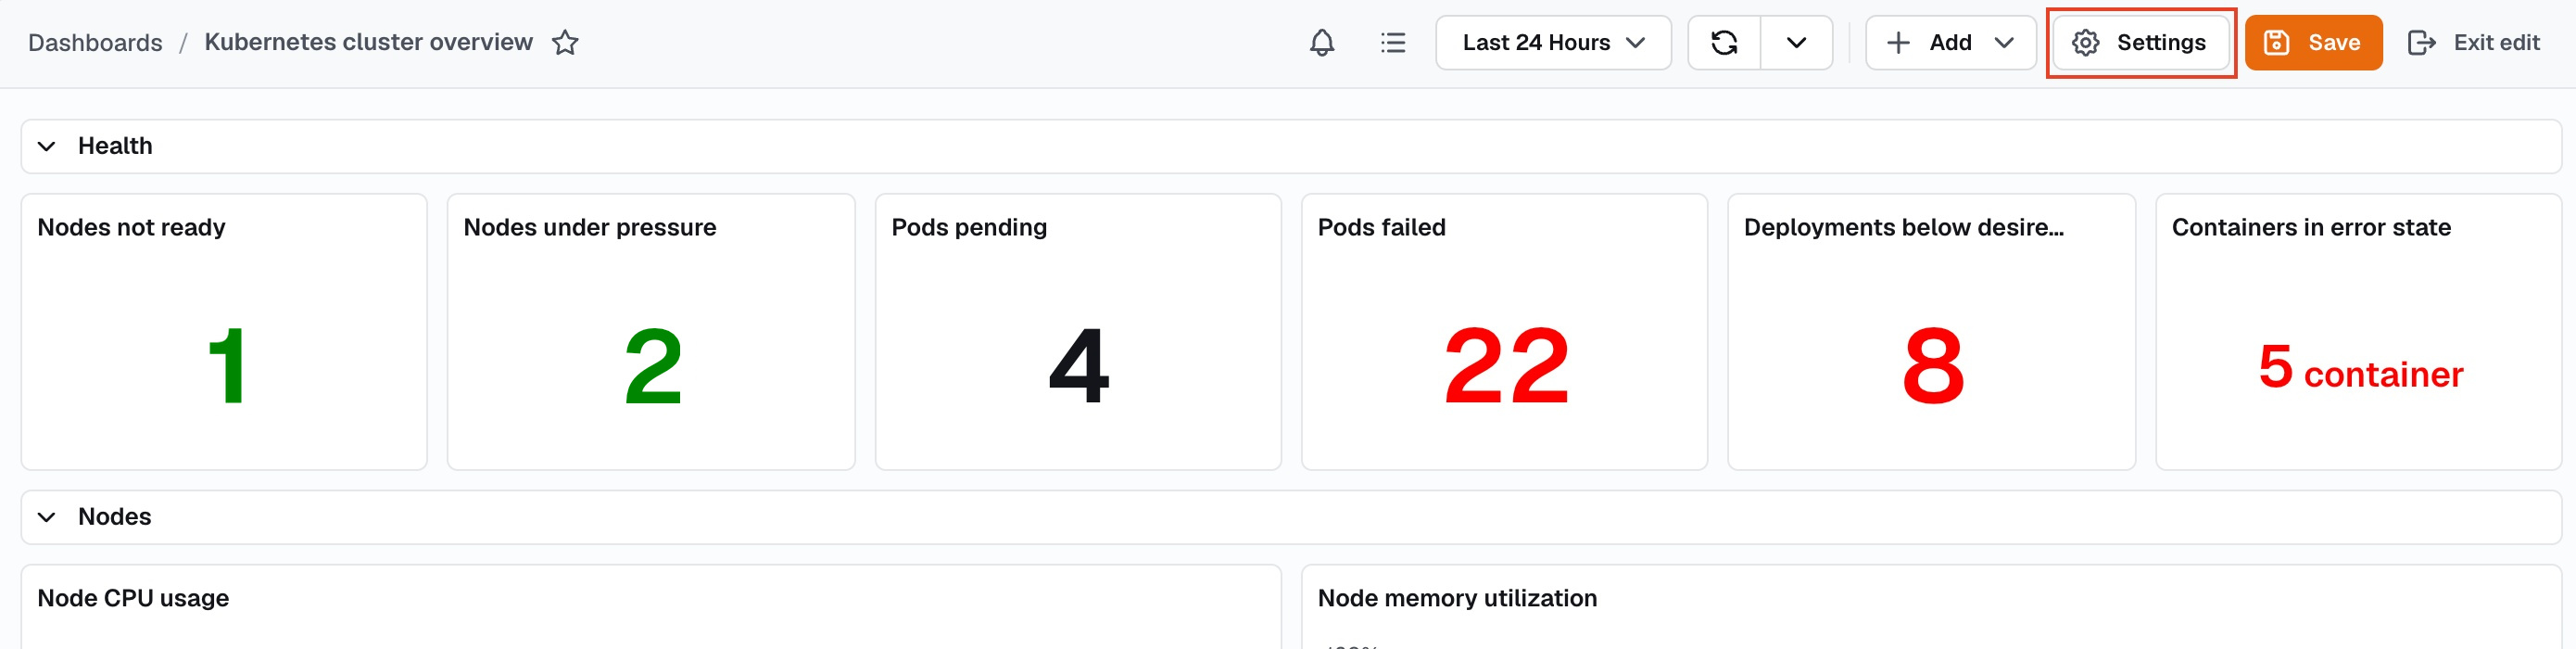 Dashboards / Kubernetes cluster overview
Last 24 Hours
Add
Settings
Save
Exit edit
Health
Nodes not ready
Nodes under pressure
Pods pending
Pods failed
Deployments below desire...
Containers in error state
1
2
4
22
8
5 container
Nodes
Node CPU usage
Node memory utilization